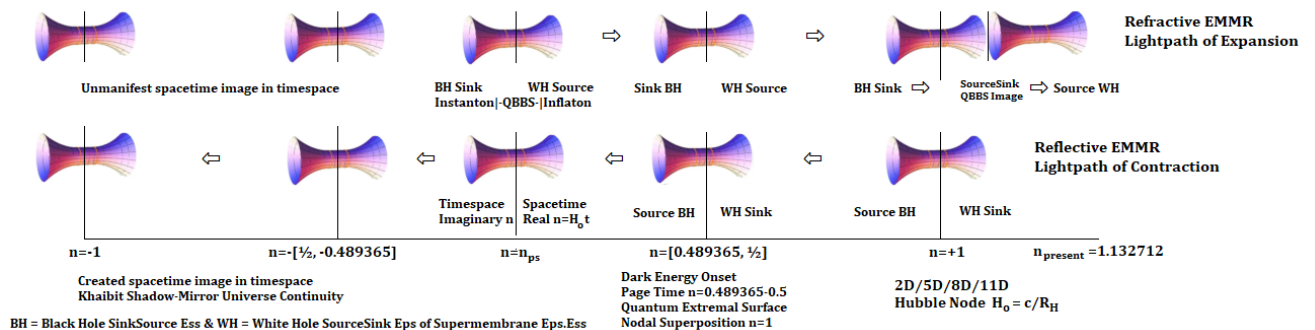 Refractive EMMR
Lightpath of Expansion
Unmanifest spacetime image in timespace
BH Sink WH Source
Instanton|-QBBS-|Inflaton
Sink BH WH Source
BH Sink ⇨ SourceSink ⇨ Source WH
QBBS Image
Reflective EMMR
Lightpath of Contraction
Timespace Spacetime
Imaginary n Real n=Hot
Source BH WH Sink
Source BH WH Sink
n=-1 n=-[½, -0.489365] n=nps n=[0.489365, ½] n=+1 npresent =1.132712
Created spacetime image in timespace
Khaibit Shadow-Mirror Universe Continuity
Dark Energy Onset
Page Time n=0.489365-0.5
Quantum Extremal Surface
Nodal Superposition n=1
2D/5D/8D/11D
Hubble Node Ho = c/RH
BH = Black Hole SinkSource Ess & WH = White Hole SourceSink Eps of Supermembrane Eps.Ess